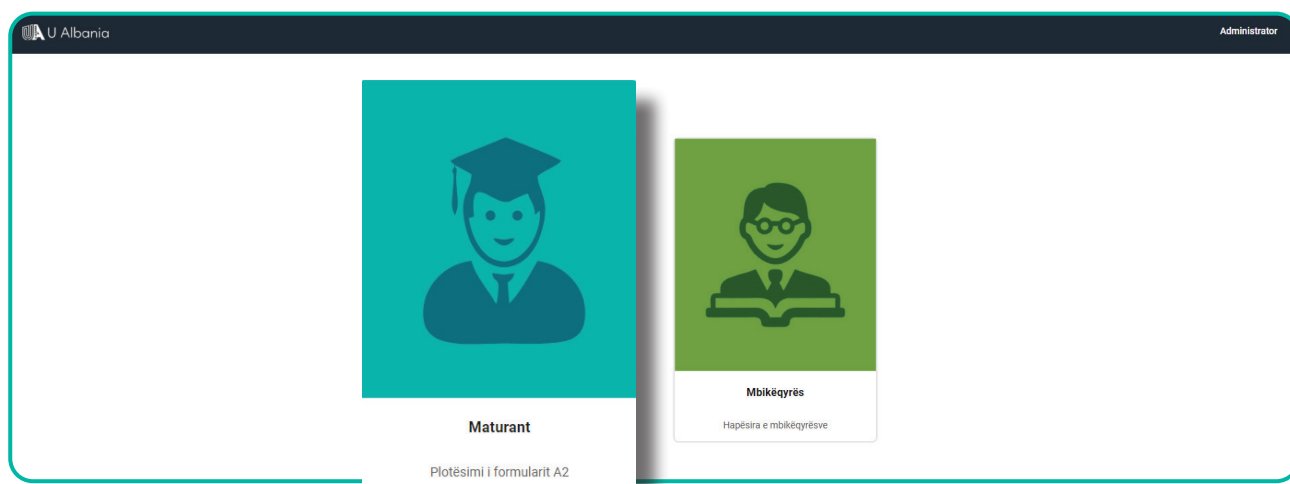 U Albania
Administrator
Maturant
Plotësimi i formularit A2
Mbikëqyrës
Hapësira e mbikëqyrësve